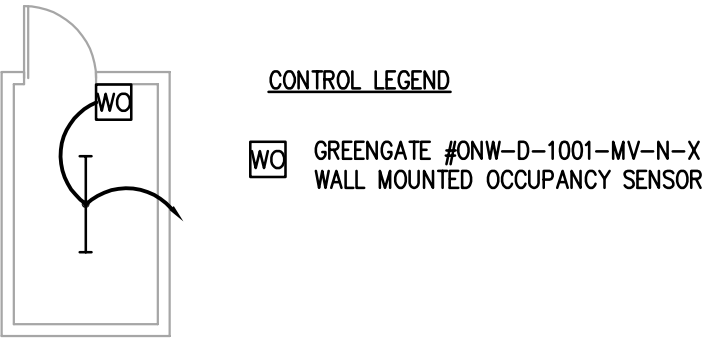 WO
CONTROL LEGEND
WO
GREENGATE #ONW-D-1001-MV-N-X
WALL MOUNTED OCCUPANCY SENSOR